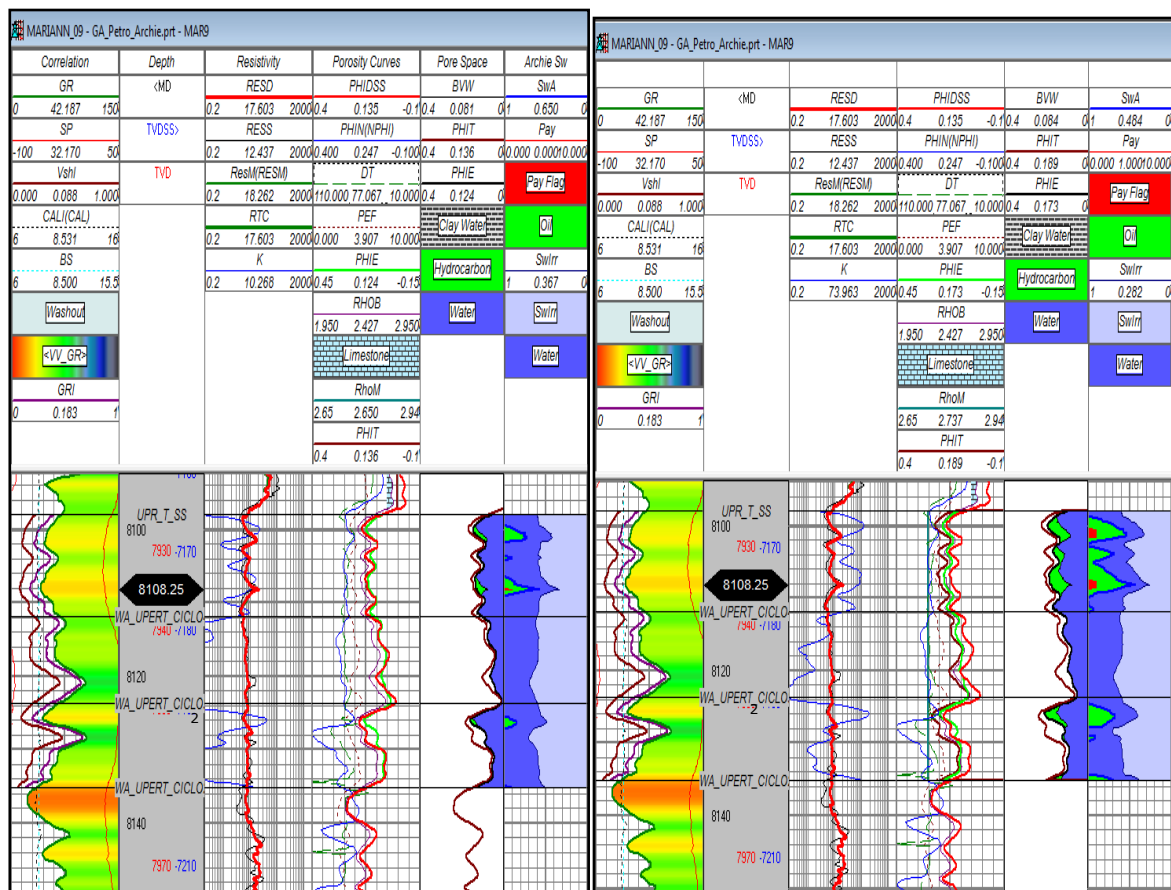 MARIANN_09 - GA_Petro_Archie.prt - MAR9
Correlation Depth Resistivity Porosity Curves Pore Space Archie Sw
GR <MD RESD PHIDSS BVW SwA
0 42.187 150 0.2 17.603 2000 0.4 0.135 -0.1 0.4 0.081 0 1 0.650 0
SP TVDSS> RESS PHIN(NPHI) PHIT Pay
-100 32.170 50 0.2 12.437 2000 0.400 0.247 -0.100 0.4 0.136 0 0.000 0.000 10.000
Vshl TVD ResM(RESM) DT PHIE Pay Flag
0.000 0.088 1.000 0.2 18.262 2000 110.000 77.067 10.000 0.4 0.124 0
CALI(CAL) RTC PEF Clay Water Oil
6 8.531 16 0.2 17.603 2000 0.000 3.907 10.000
BS K PHIE Hydrocarbon SwIrr
6 8.500 15.5 0.2 10.268 2000 0.45 0.124 -0.15 1 0.367 0
Washout RHOB Water SwIrr
1.950 2.427 2.950
<VV_GR> Limestone Water
GRI RhoM
0 0.183 1 2.65 2.650 2.94
PHIT
0.4 0.136 -0.1
UPR_T_SS
8100
7930 -7170
8108.25
WA_UPERT_CICLO
7940 -7180
8120
WA_UPERT_CICLO
2
WA_UPERT_CICLO
8140
7970 -7210
MARIANN_09 - GA_Petro_Archie.prt - MAR9
GR <MD RESD PHIDSS BVW SwA
0 42.187 150 0.2 17.603 2000 0.4 0.135 -0.1 0.4 0.084 0 1 0.484 0
SP TVDSS> RESS PHIN(NPHI) PHIT Pay
-100 32.170 50 0.2 12.437 2000 0.400 0.247 -0.100 0.4 0.189 0 0.000 1.000 10.000
Vshl TVD ResM(RESM) DT PHIE Pay Flag
0.000 0.088 1.000 0.2 18.262 2000 110.000 77.067 10.000 0.4 0.173 0
CALI(CAL) RTC PEF Clay Water Oil
6 8.531 16 0.2 17.603 2000 0.000 3.907 10.000
BS K PHIE Hydrocarbon SwIrr
6 8.500 15.5 0.2 73.963 2000 0.45 0.173 -0.15 1 0.282 0
Washout RHOB Water SwIrr
1.950 2.427 2.950
<VV_GR> Limestone Water
GRI RhoM
0 0.183 1 2.65 2.737 2.94
PHIT
0.4 0.189 -0.1
UPR_T_SS
8100
7930 -7170
8108.25
WA_UPERT_CICLO
7940 -7180
8120
WA_UPERT_CICLO
2
WA_UPERT_CICLO
8140
7970 -7210